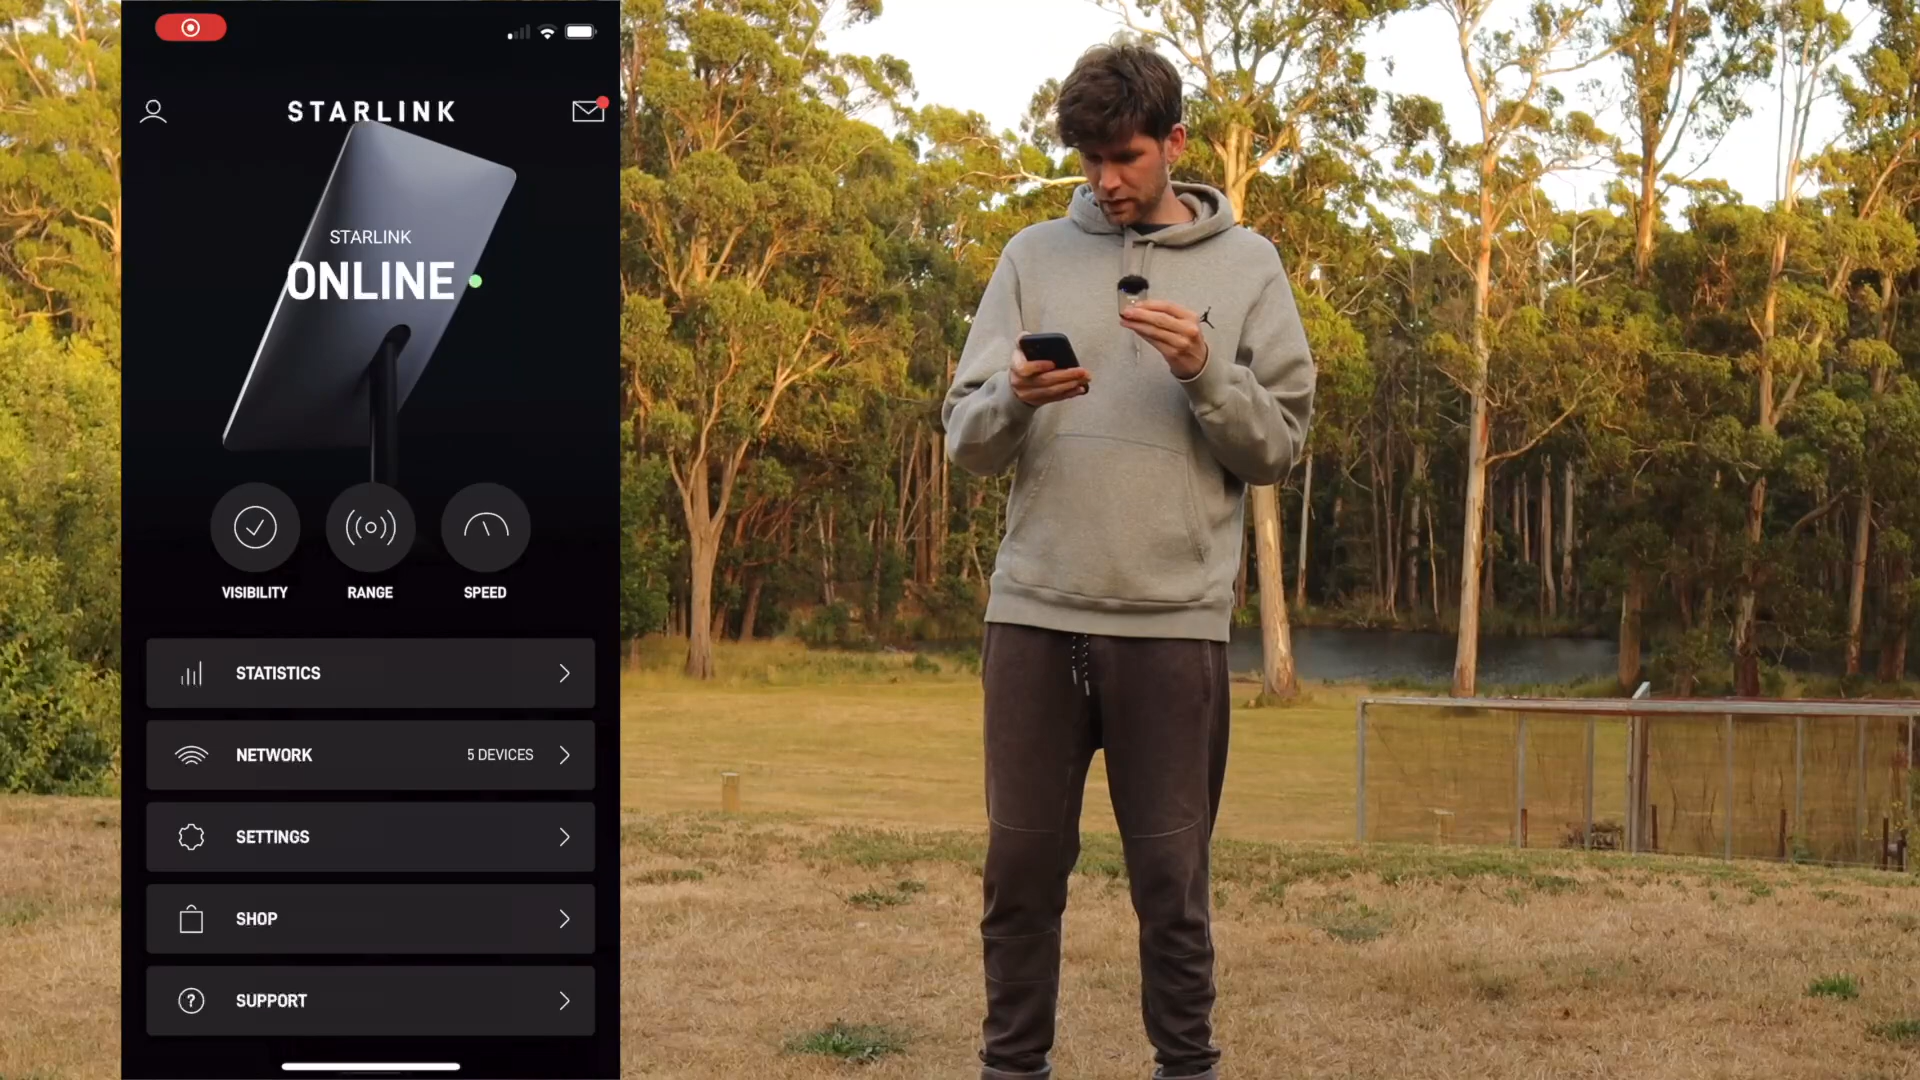 STARLINK
STARLINK
ONLINE
VISIBILITY
RANGE
SPEED
STATISTICS
NETWORK
5 DEVICES
SETTINGS
SHOP
SUPPORT